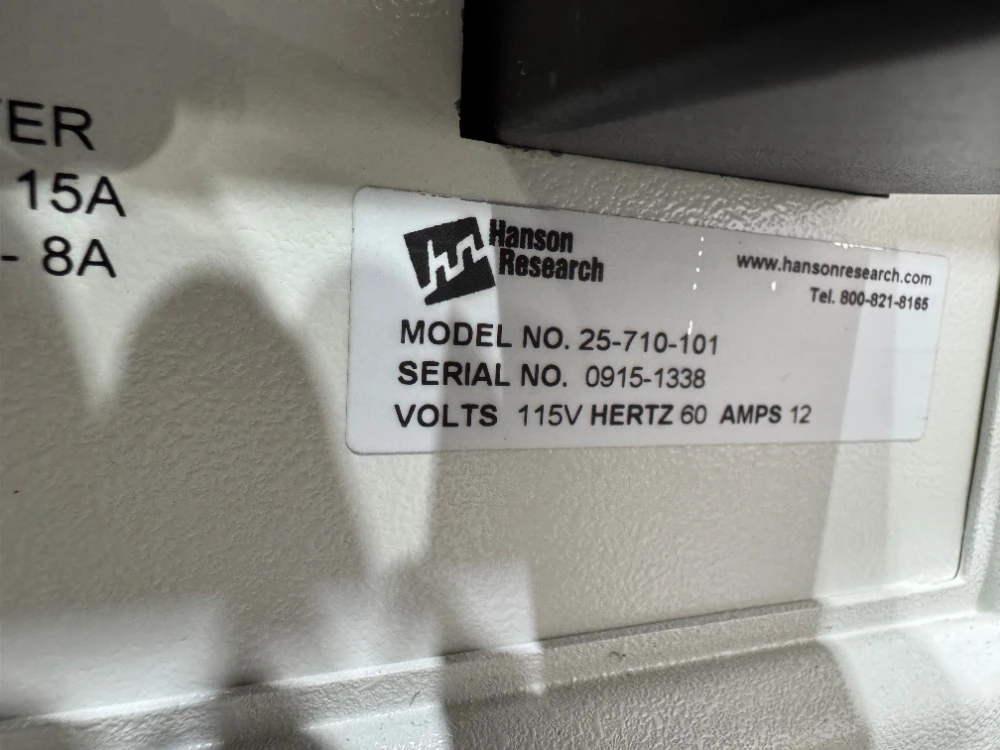 15A
- 8A
Hanson
Research
www.hansonresearch.com
Tel. 800-821-8165
MODEL NO. 25-710-101
SERIAL NO. 0915-1338
VOLTS 115V HERTZ 60 AMPS 12